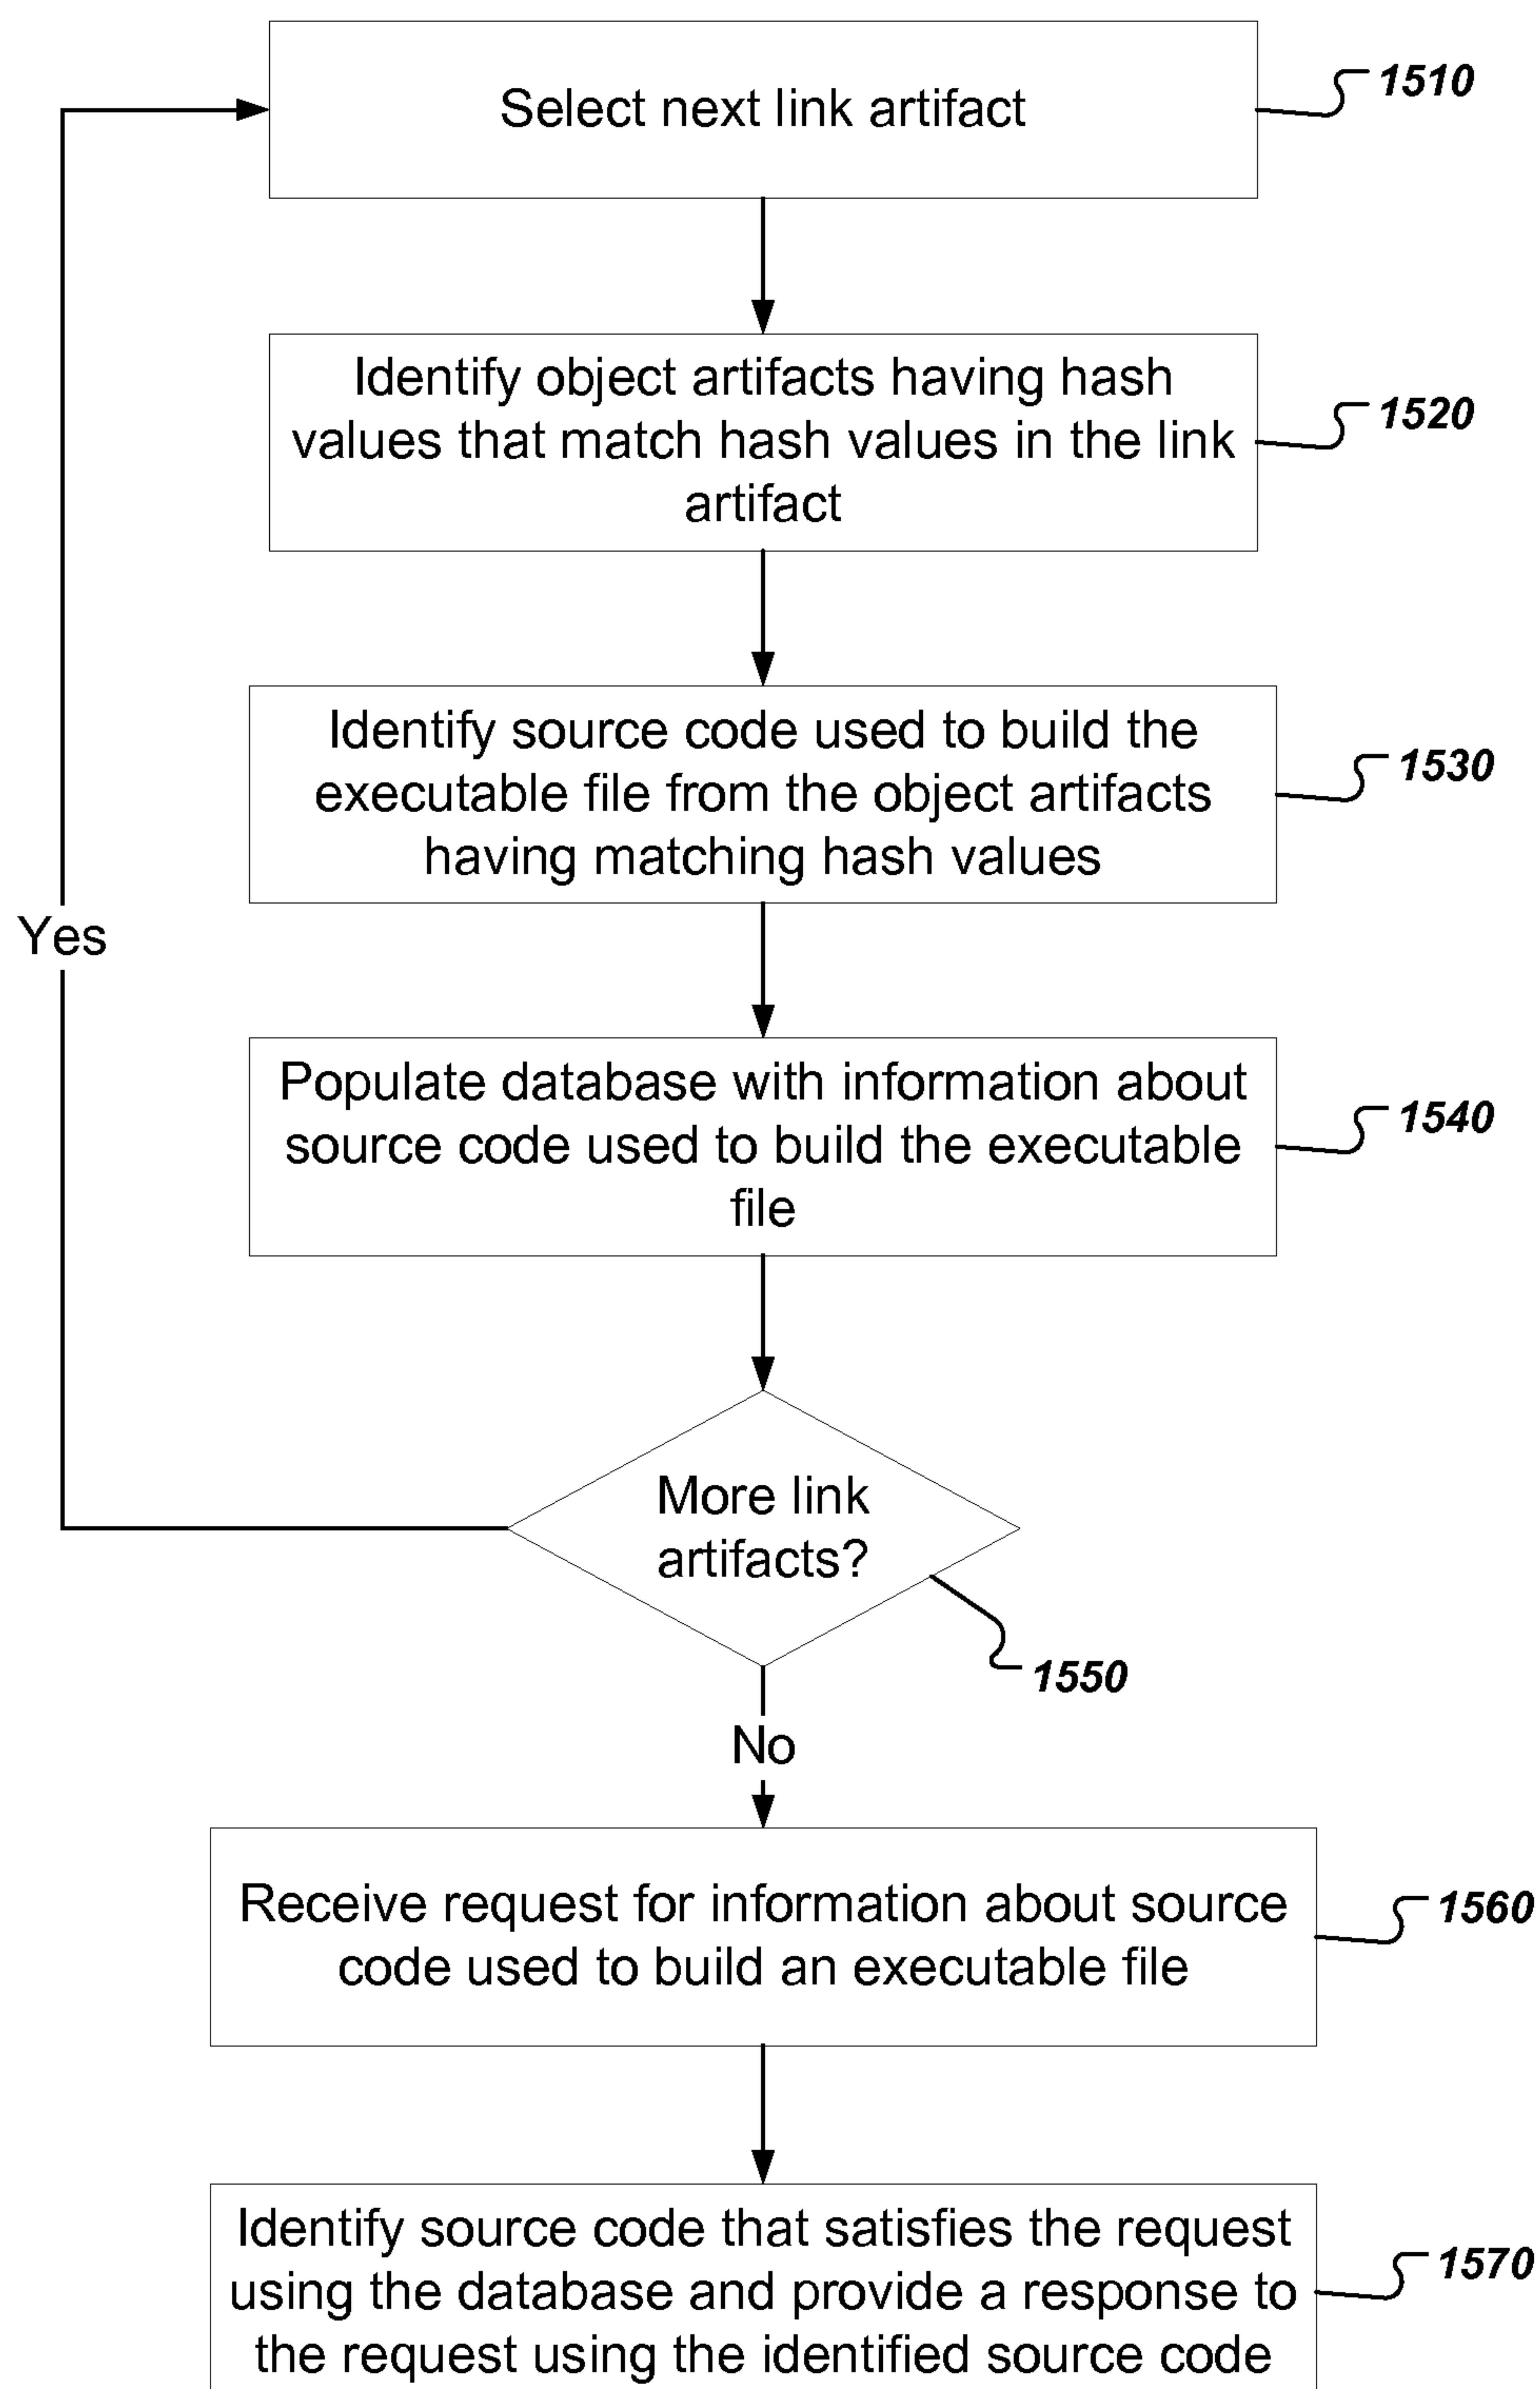 Select next link artifact
1510
Identify object artifacts having hash
values that match hash values in the link
artifact
1520
Identify source code used to build the
executable file from the object artifacts
having matching hash values
1530
Yes
Populate database with information about
source code used to build the executable
file
1540
More link
artifacts?
1550
No
Receive request for information about source
code used to build an executable file
1560
Identify source code that satisfies the request
using the database and provide a response to
the request using the identified source code
1570